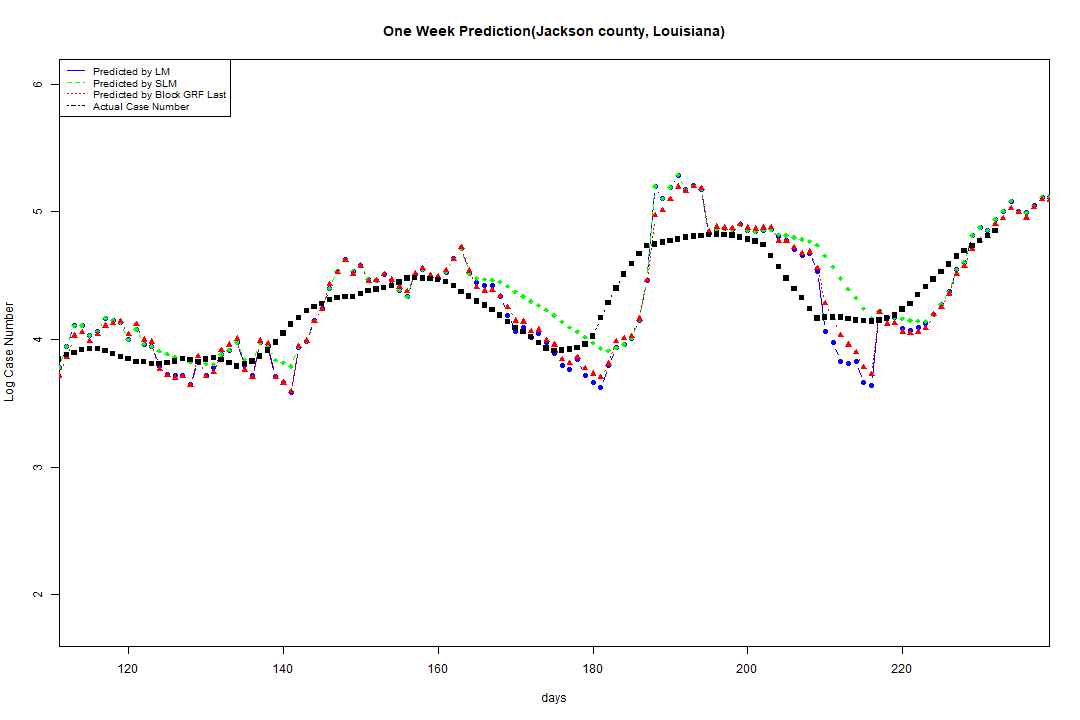 One Week Prediction(Jackson county, Louisiana)
Predicted by LM
Predicted by SLM
Predicted by Block GRF Last
Actual Case Number
6
5
4
3
2
Log Case Number
120 140 160 180 200 220
days